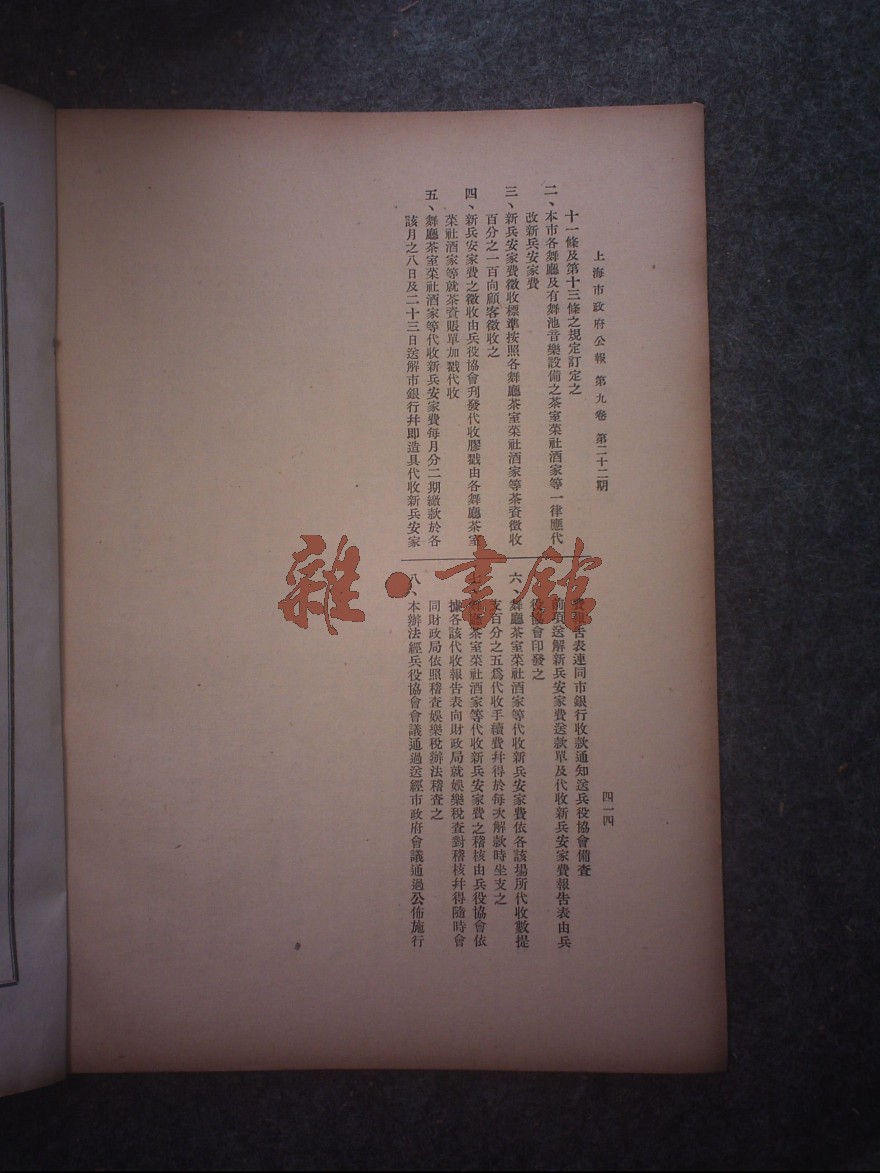 上海市政府公報　第九卷　第二十二期
四一四
十一條及第十三條之規定訂定之
二、本市各舞廳及有舞池音樂設備之茶室菜社酒家等一律應代
改新兵安家費
三、新兵安家費徵收標準按照各舞廳茶室菜社酒家等茶資徵收
百分之一百向顧客徵收之
四、新兵安家費之徵收由兵役協會刋發代收膠戳由各舞廳茶室
菜社酒家等就茶資賬單加戳代收
五、舞廳茶室菜社酒家等代收新兵安家費每月分二期繳款於各
該月之八日及二十三日送解市銀行幷即造具代收新兵安家
費報告表連同市銀行收款通知送兵役協會備查
前項送解新兵安家費送款單及代收新兵安家費報告表由兵
役協會印發之
六、舞廳茶室菜社酒家等代收新兵安家費依各該場所代收數提
支百分之五爲代收手續費幷得於每次解款時坐支之
七、舞廳茶室菜社酒家等代收新兵安家費之稽核由兵役協會依
據各該代收報告表向財政局就娛樂稅查對稽核幷得隨時會
同財政局依照稽查娛樂稅辦法稽查之
八、本辦法經兵役協會會議通過送經市政府會議通過公佈施行
雜·書館